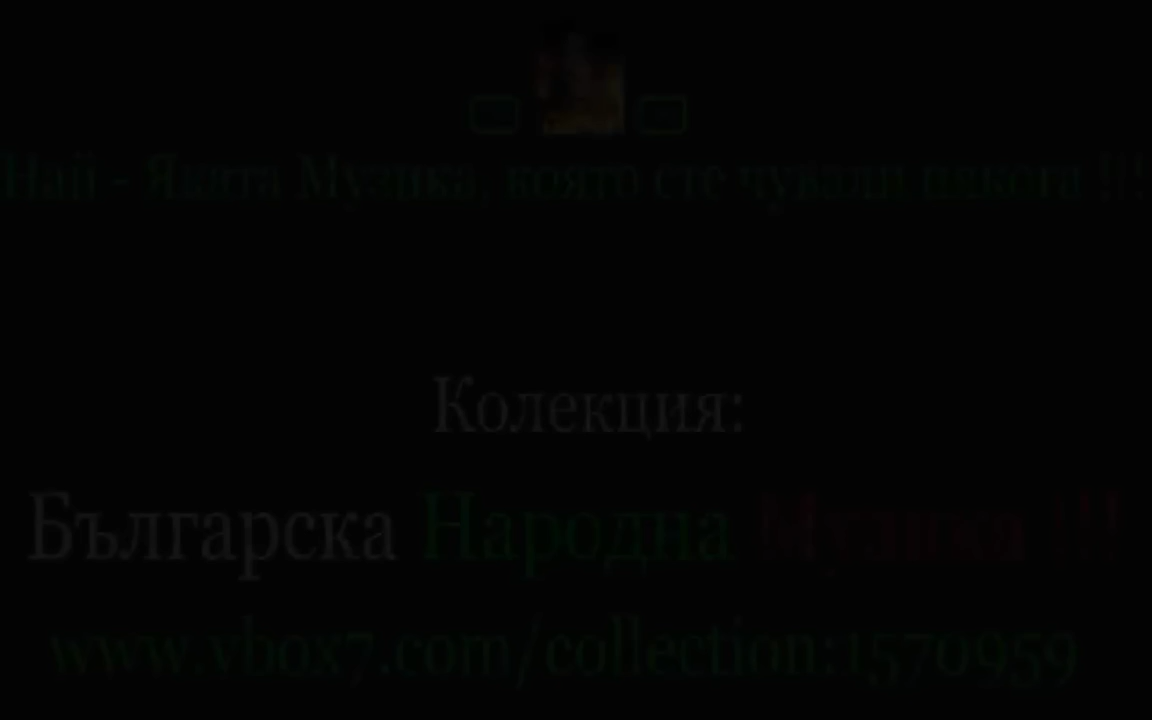 Най - Яката Музика, която сте чували някога !!!
Колекция:
Българска Народна Музика !!!
www.vbox7.com/collection:1570959